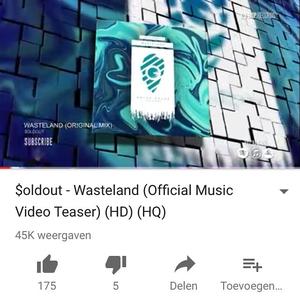 WASTELAND (ORIGINAL MIX)
$OLDOUT
SUBSCRIBE
$oldout - Wasteland (Official Music
Video Teaser) (HD) (HQ)
45K weergaven
175
5
Delen
Toevoegen...